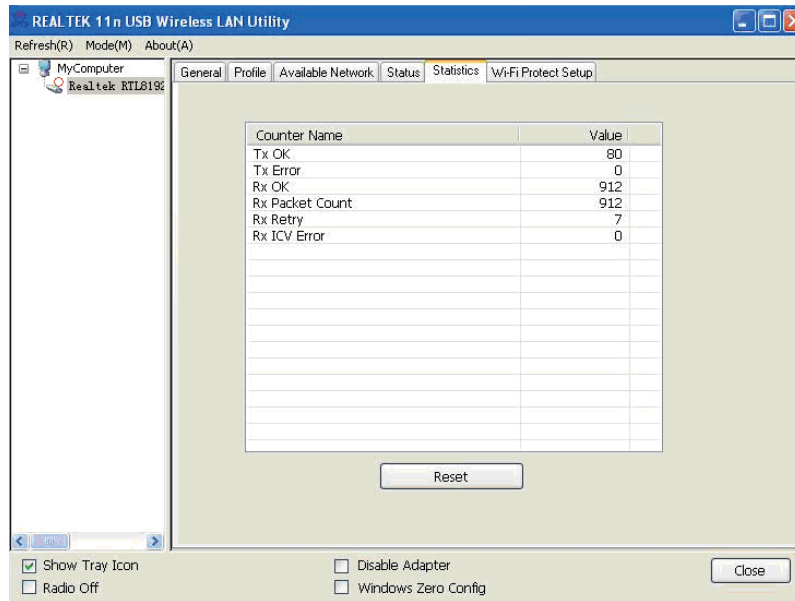 REALTEK 11n USB Wireless LAN Utility
Refresh(R) Mode(M) About(A)
MyComputer
Realtek RTL8192
General Profile Available Network Status Statistics Wi-Fi Protect Setup
Counter Name Value
Tx OK 80
Tx Error 0
Rx OK 912
Rx Packet Count 912
Rx Retry 7
Rx ICV Error 0
Reset
Show Tray Icon Disable Adapter
Radio Off Windows Zero Config
Close